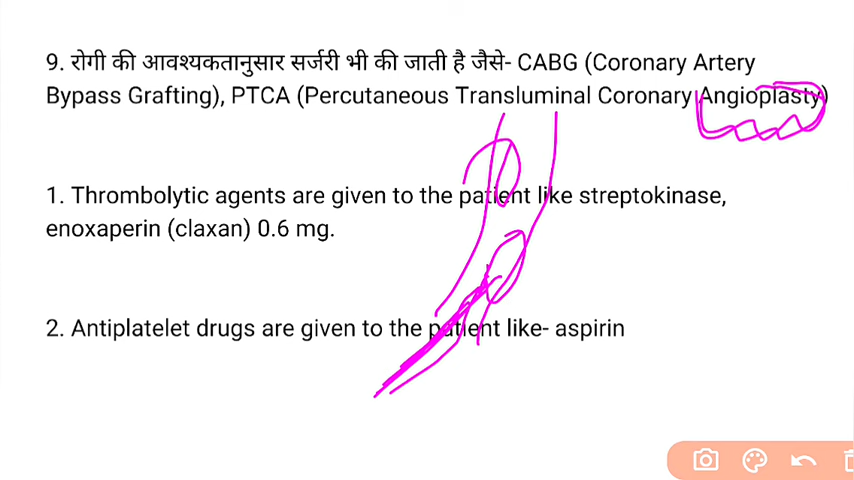 9. रोगी की आवश्यकतानुसार सर्जरी भी की जाती है जैसे- CABG (Coronary Artery
Bypass Grafting), PTCA (Percutaneous Transluminal Coronary Angioplasty)
1. Thrombolytic agents are given to the patient like streptokinase,
enoxaperin (claxan) 0.6 mg.
2. Antiplatelet drugs are given to the patient like- aspirin